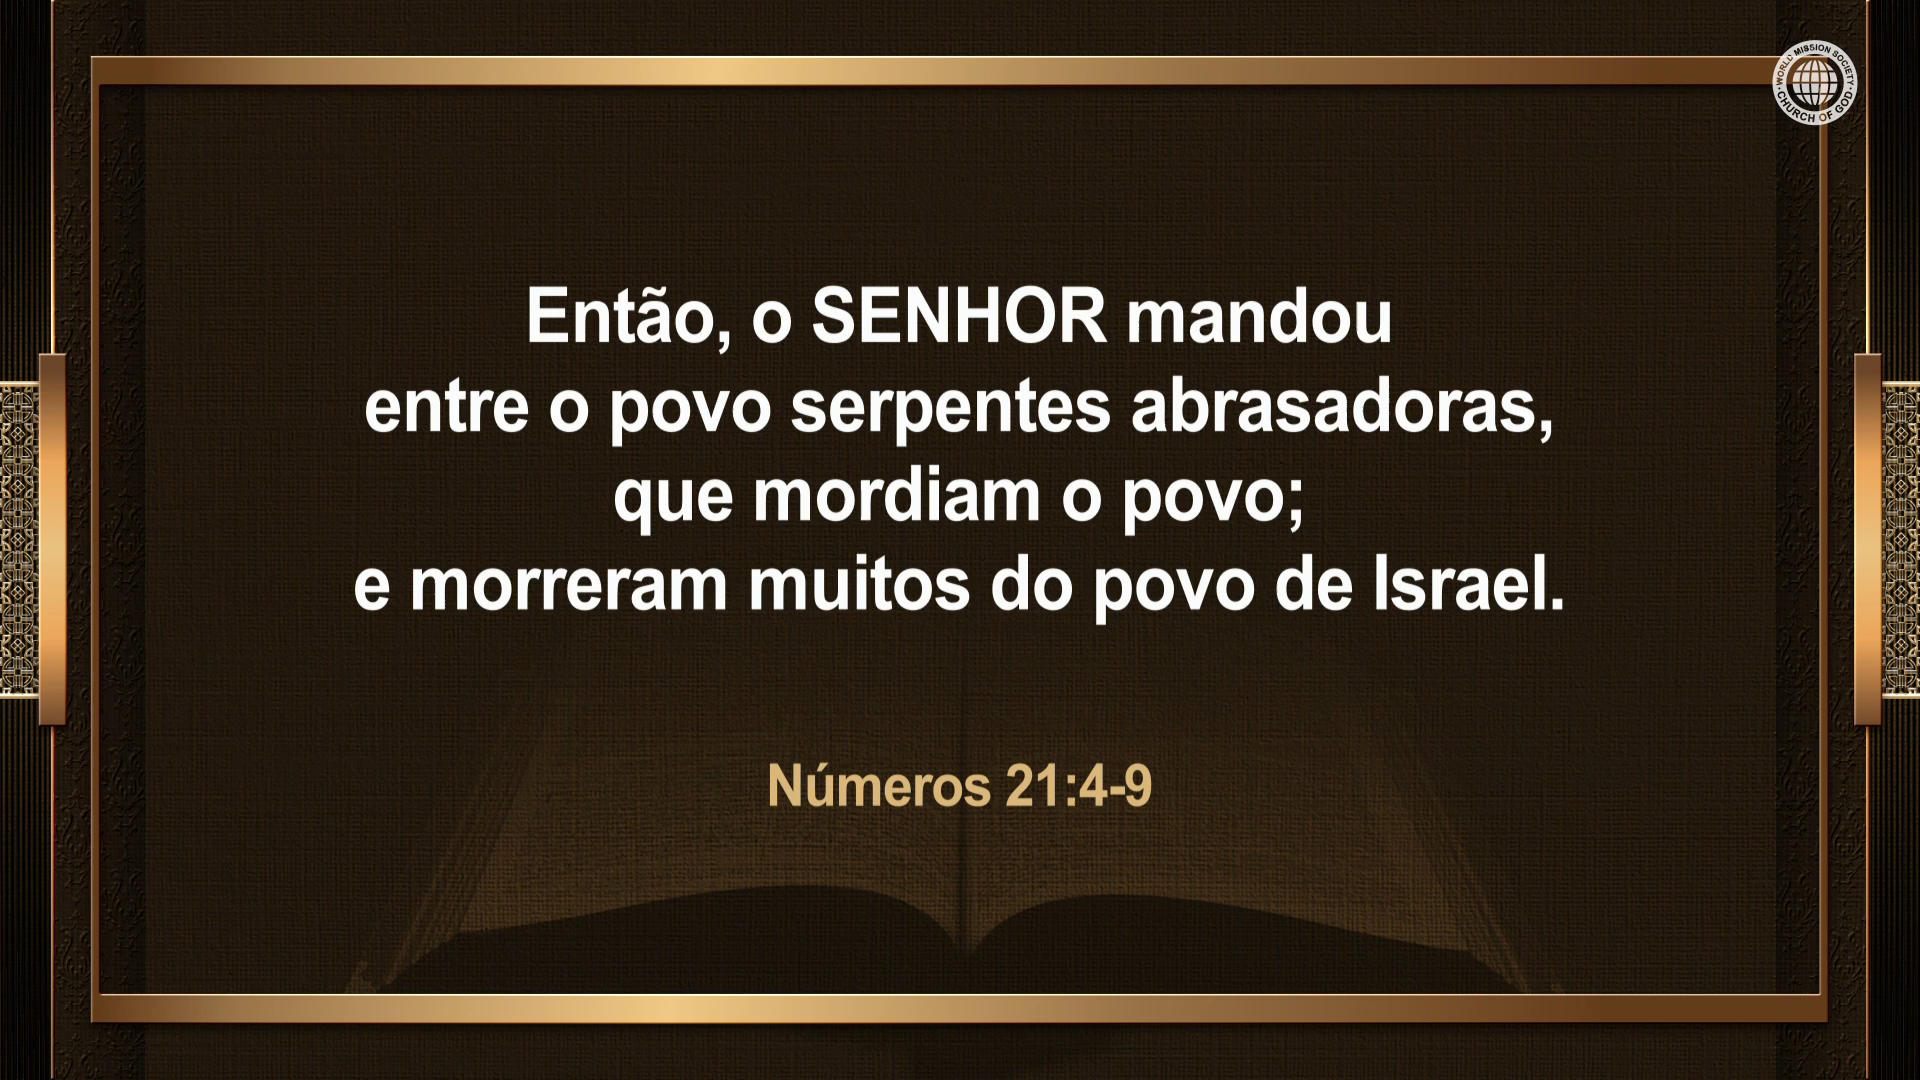 WORLD MISSION SOCIETY
CHURCH OF GOD
Então, o SENHOR mandou
entre o povo serpentes abrasadoras,
que mordiam o povo;
e morreram muitos do povo de Israel.
Números 21:4-9